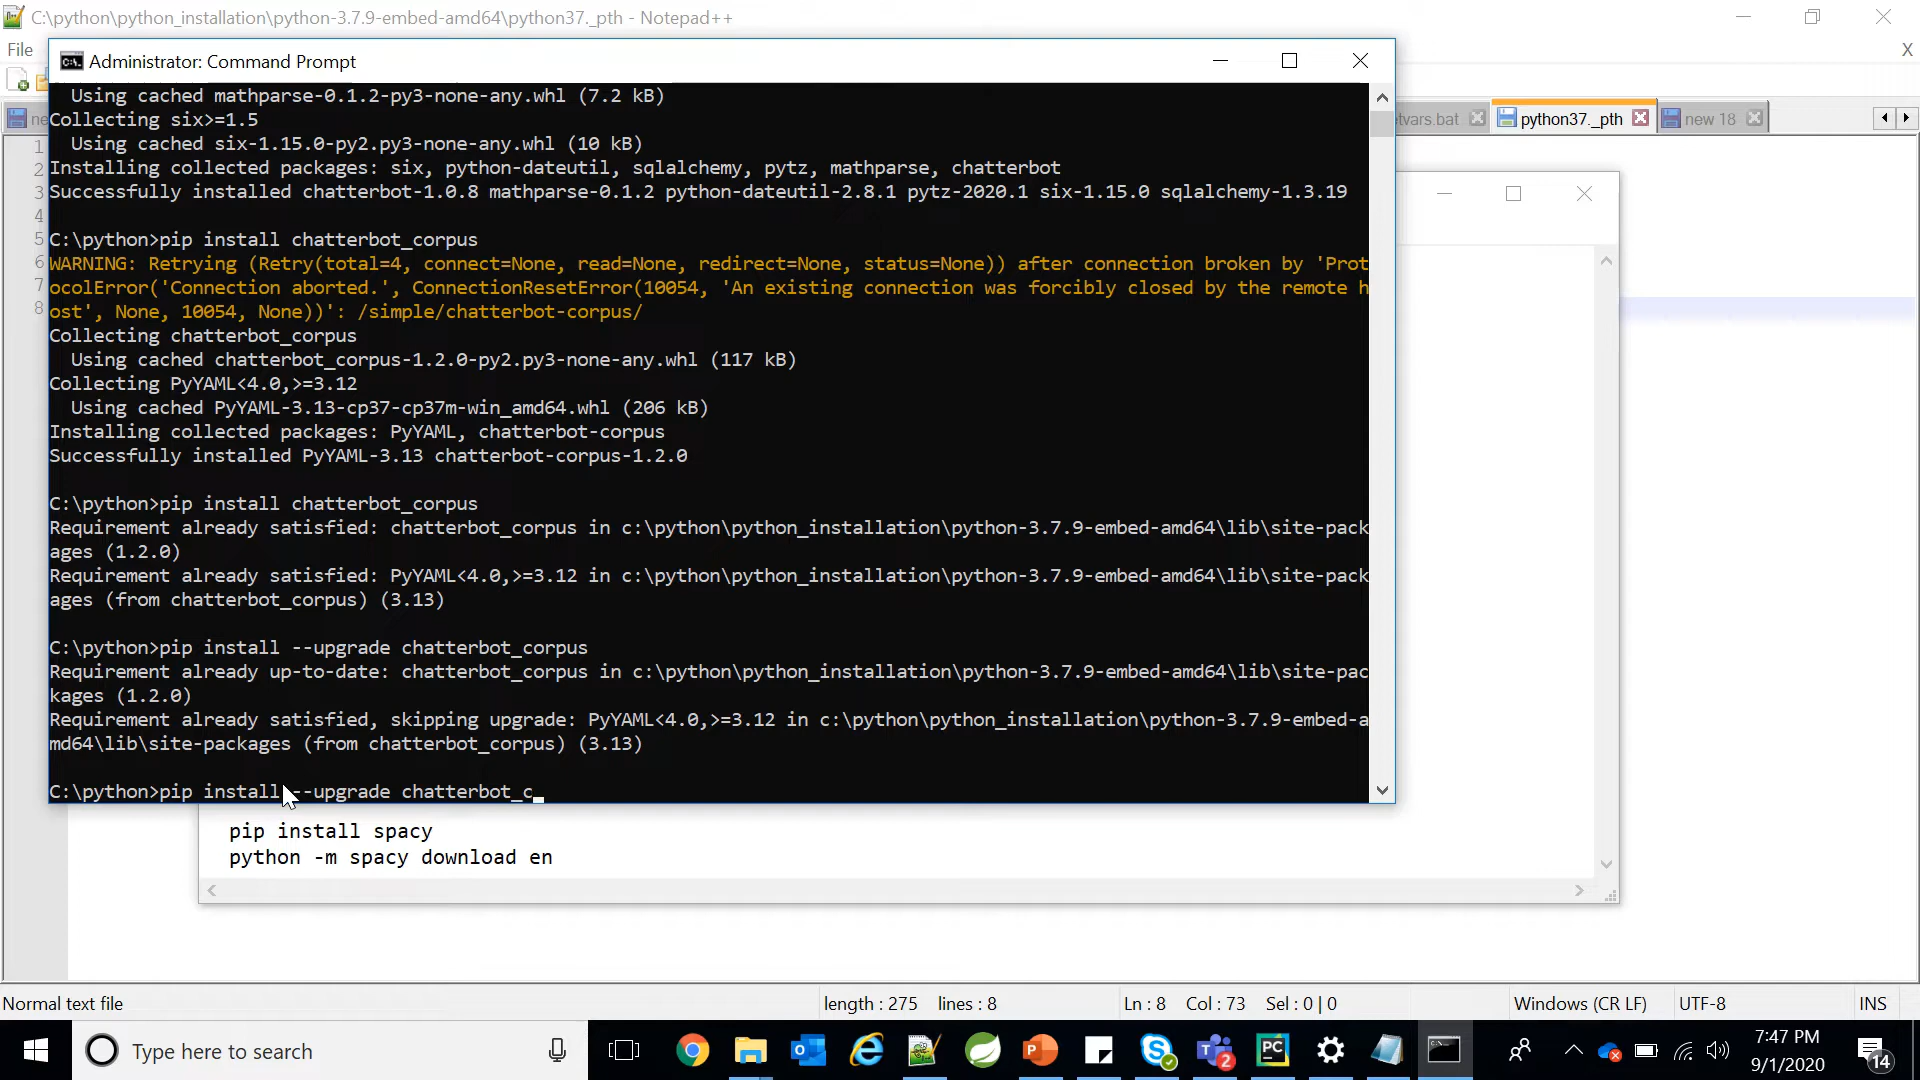 C:\python\python_installation\python-3.7.9-embed-amd64\python37._pth - Notepad++
File
X
Administrator: Command Prompt
ne
tvars.bat
python37._pth
new 18
1
2
3
4
5
6
7
8
Using cached mathparse-0.1.2-py3-none-any.whl (7.2 kB)
Collecting six>=1.5
Using cached six-1.15.0-py2.py3-none-any.whl (10 kB)
Installing collected packages: six, python-dateutil, sqlalchemy, pytz, mathparse, chatterbot
Successfully installed chatterbot-1.0.8 mathparse-0.1.2 python-dateutil-2.8.1 pytz-2020.1 six-1.15.0 sqlalchemy-1.3.19
C:\python>pip install chatterbot_corpus
WARNING: Retrying (Retry(total=4, connect=None, read=None, redirect=None, status=None)) after connection broken by 'Prot
ocolError('Connection aborted.', ConnectionResetError(10054, 'An existing connection was forcibly closed by the remote h
ost', None, 10054, None))': /simple/chatterbot-corpus/
Collecting chatterbot_corpus
Using cached chatterbot_corpus-1.2.0-py2.py3-none-any.whl (117 kB)
Collecting PyYAML<4.0,>=3.12
Using cached PyYAML-3.13-cp37-cp37m-win_amd64.whl (206 kB)
Installing collected packages: PyYAML, chatterbot-corpus
Successfully installed PyYAML-3.13 chatterbot-corpus-1.2.0
C:\python>pip install chatterbot_corpus
Requirement already satisfied: chatterbot_corpus in c:\python\python_installation\python-3.7.9-embed-amd64\lib\site-pack
ages (1.2.0)
Requirement already satisfied: PyYAML<4.0,>=3.12 in c:\python\python_installation\python-3.7.9-embed-amd64\lib\site-pack
ages (from chatterbot_corpus) (3.13)
C:\python>pip install --upgrade chatterbot_corpus
Requirement already up-to-date: chatterbot_corpus in c:\python\python_installation\python-3.7.9-embed-amd64\lib\site-pac
kages (1.2.0)
Requirement already satisfied, skipping upgrade: PyYAML<4.0,>=3.12 in c:\python\python_installation\python-3.7.9-embed-a
md64\lib\site-packages (from chatterbot_corpus) (3.13)
C:\python>pip install --upgrade chatterbot_c_
pip install spacy
python -m spacy download en
Normal text file
length : 275 lines : 8
Ln : 8 Col : 73 Sel : 0 | 0
Windows (CR LF)
UTF-8
INS
Type here to search
7:47 PM
9/1/2020
14